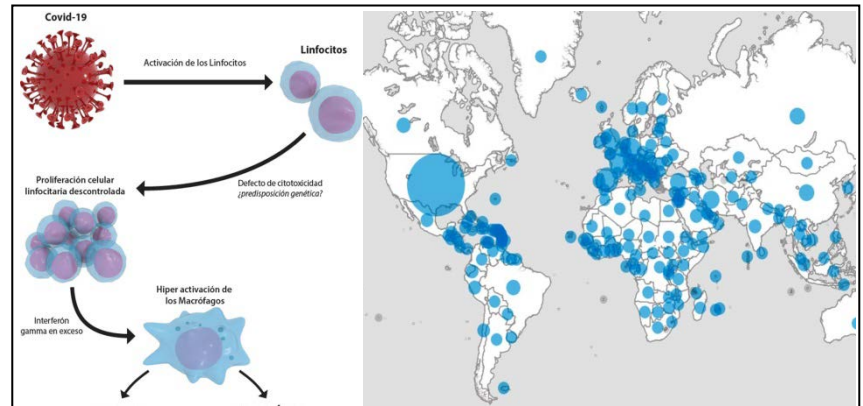 Covid-19
Activación de los Linfocitos
Linfocitos
Proliferación celular
linfocitaria descontrolada
Defecto de citotoxicidad
¿predisposición genética?
Hiper activación de
los Macrófagos
Interferón
gamma en exceso